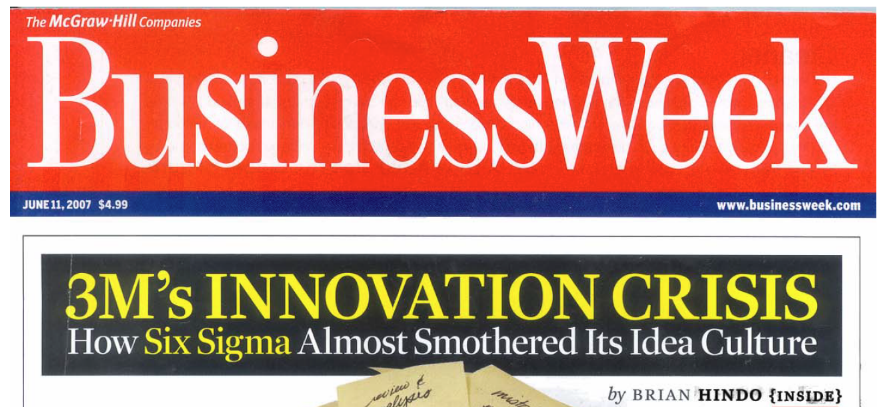 The McGraw·Hill Companies
BusinessWeek
JUNE 11, 2007 $4.99
www.businessweek.com
3M's INNOVATION CRISIS
How Six Sigma Almost Smothered Its Idea Culture
by BRIAN HINDO {INSIDE}
review &